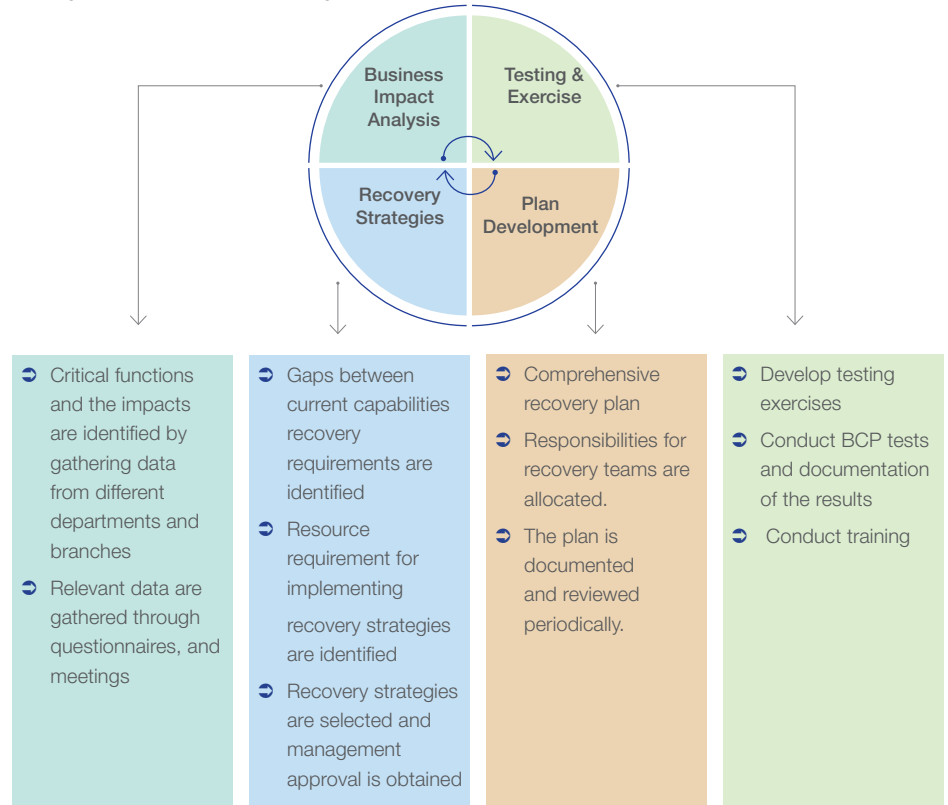 Business
Impact
Analysis
Testing &
Exercise
Recovery
Strategies
Plan
Development
Critical functions
and the impacts
are identified by
gathering data
from different
departments and
branches
Relevant data are
gathered through
questionnaires, and
meetings
Gaps between
current capabilities
recovery
requirements are
identified
Resource
requirement for
implementing
recovery strategies
are identified
Recovery strategies
are selected and
management
approval is obtained
Comprehensive
recovery plan
Responsibilities for
recovery teams are
allocated.
The plan is
documented
and reviewed
periodically.
Develop testing
exercises
Conduct BCP tests
and documentation
of the results
Conduct training